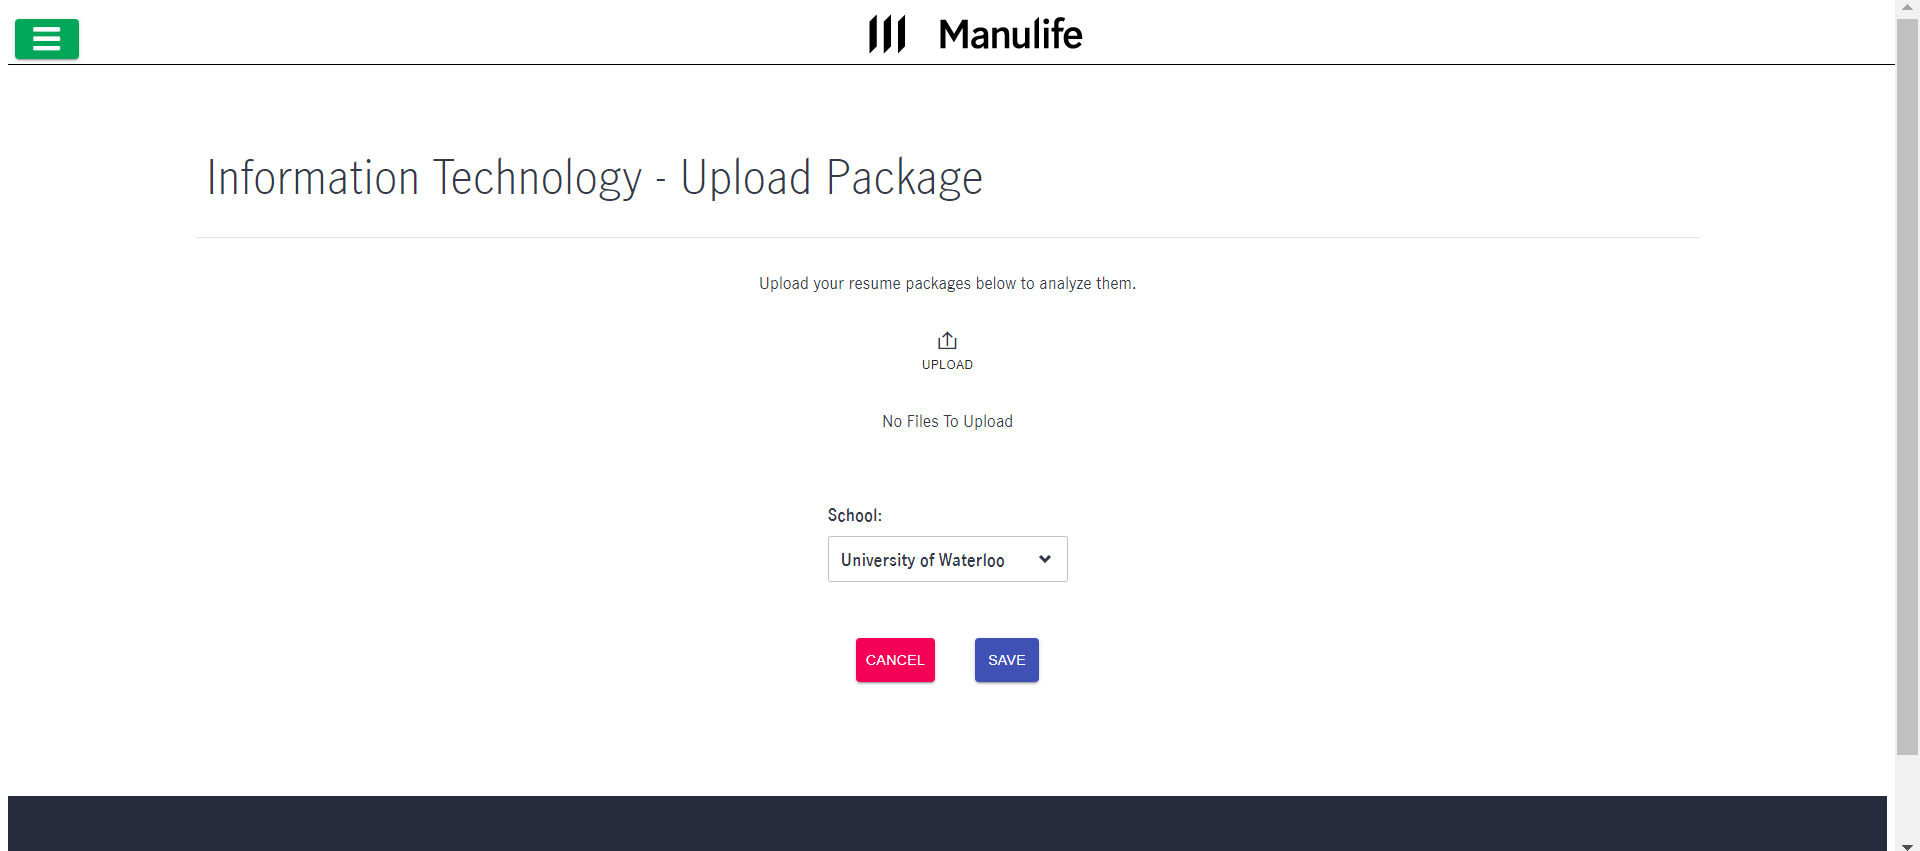 Manulife
Information Technology - Upload Package
Upload your resume packages below to analyze them.
UPLOAD
No Files To Upload
School:
University of Waterloo
CANCEL
SAVE